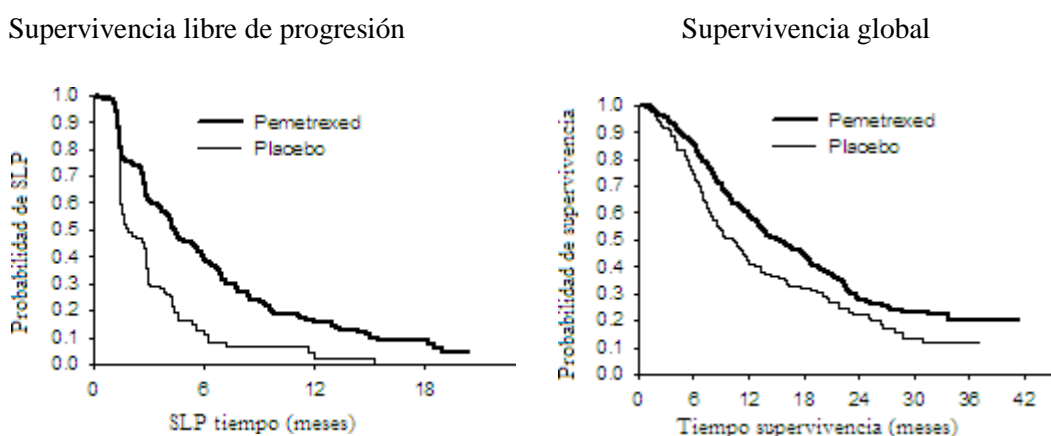 Supervivencia libre de progresión
Supervivencia global
Probabilidad de SLP
1.0
0.9
0.8
0.7
0.6
0.5
0.4
0.3
0.2
0.1
0.0
Pemetrexed
Placebo
0 6 12 18
SLP tiempo (meses)
Probabilidad de supervivencia
1.0
0.9
0.8
0.7
0.6
0.5
0.4
0.3
0.2
0.1
0.0
Pemetrexed
Placebo
0 6 12 18 24 30 36 42
Tiempo supervivencia (meses)